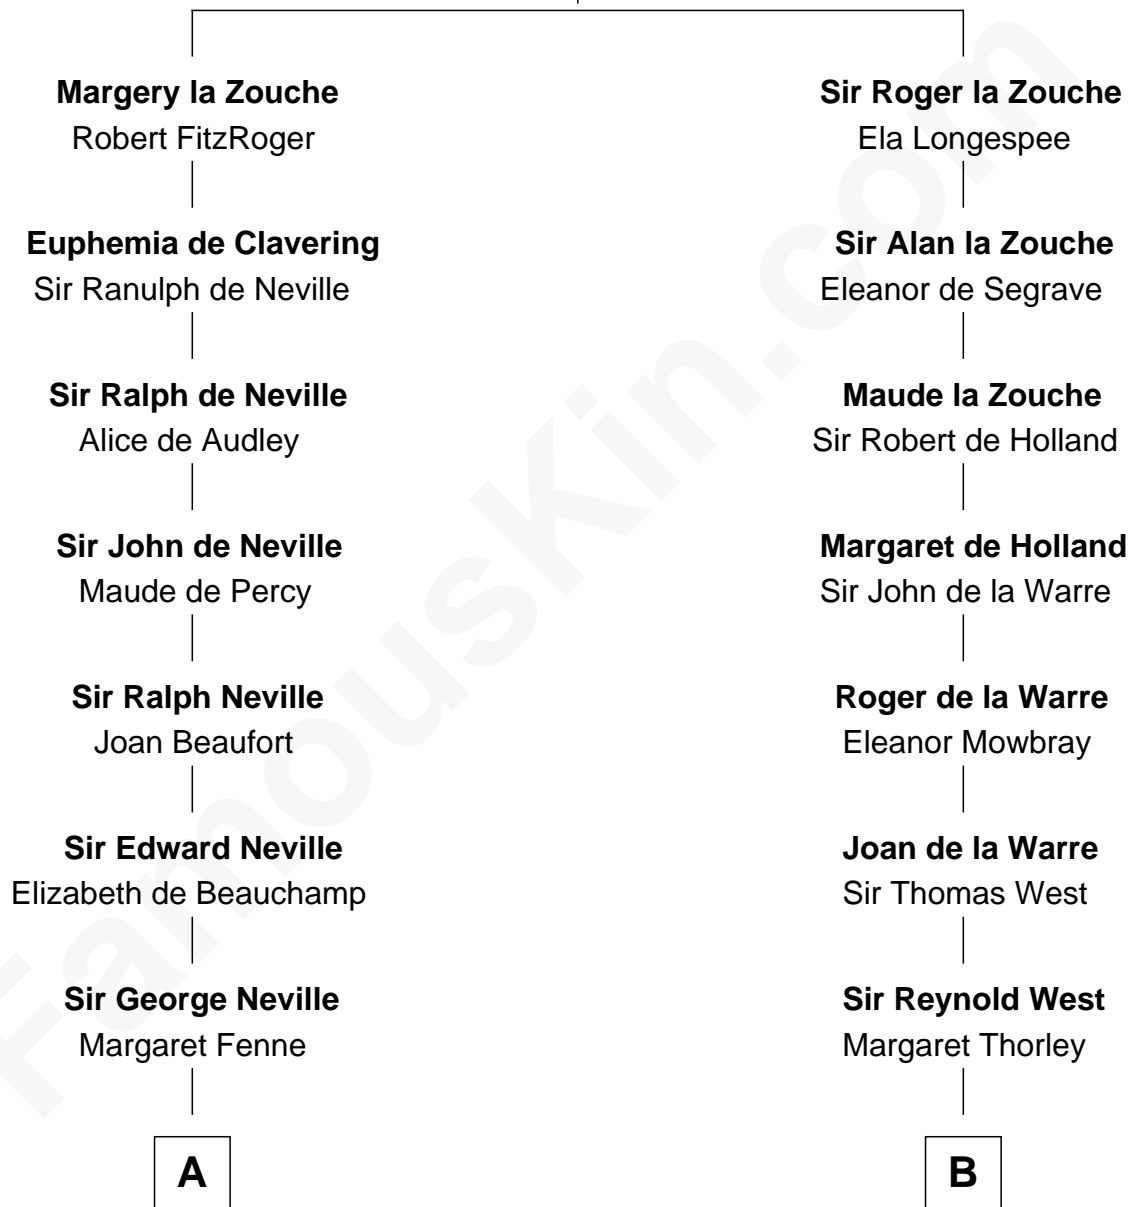 Margery la Zouche
Robert FitzRoger
Euphemia de Clavering
Sir Ranulph de Neville
Sir Ralph de Neville
Alice de Audley
Sir John de Neville
Maude de Percy
Sir Ralph Neville
Joan Beaufort
Sir Edward Neville
Elizabeth de Beauchamp
Sir George Neville
Margaret Fenne
A
Sir Roger la Zouche
Ela Longespee
Sir Alan la Zouche
Eleanor de Segrave
Maude la Zouche
Sir Robert de Holland
Margaret de Holland
Sir John de la Warre
Roger de la Warre
Eleanor Mowbray
Joan de la Warre
Sir Thomas West
Sir Reynold West
Margaret Thorley
B
FamousKin.com